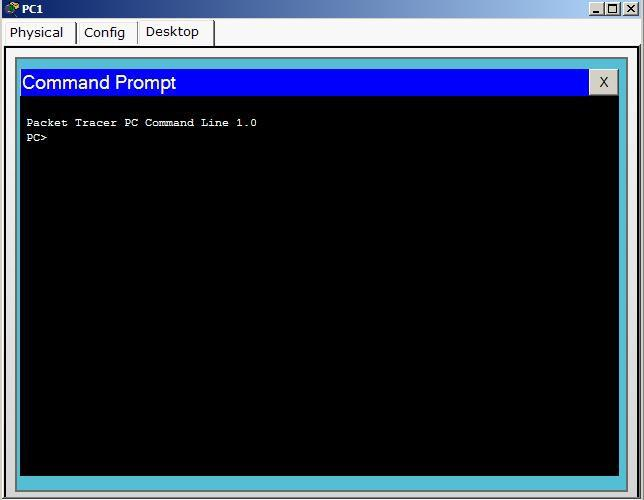 PC1
Physical Config Desktop
Command Prompt
X
Packet Tracer PC Command Line 1.0
PC>